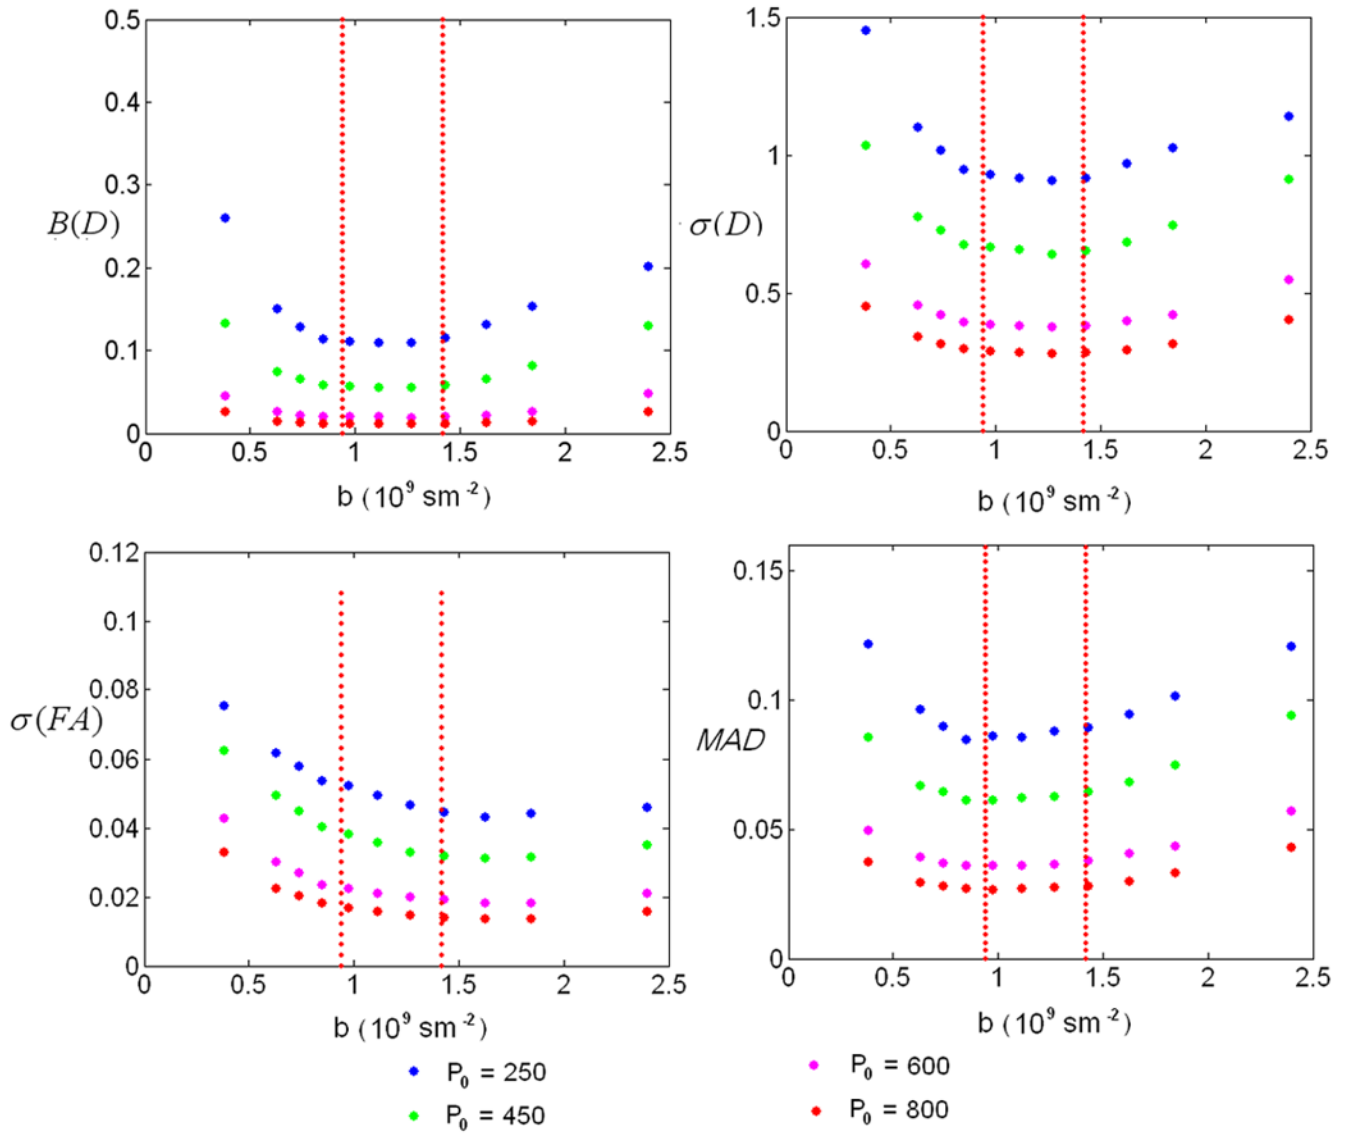 0.5
0.4
0.3
B(D)
0.2
0.1
0
0 0.5 1 1.5 2 2.5
b (10⁹ sm⁻²)
1.5
1
σ(D)
0.5
0
0 0.5 1 1.5 2 2.5
b (10⁹ sm⁻²)
0.12
0.1
0.08
σ(FA)
0.06
0.04
0.02
0
0 0.5 1 1.5 2 2.5
b (10⁹ sm⁻²)
0.15
0.1
MAD
0.05
0
0 0.5 1 1.5 2 2.5
b (10⁹ sm⁻²)
P₀ = 250
P₀ = 450
P₀ = 600
P₀ = 800